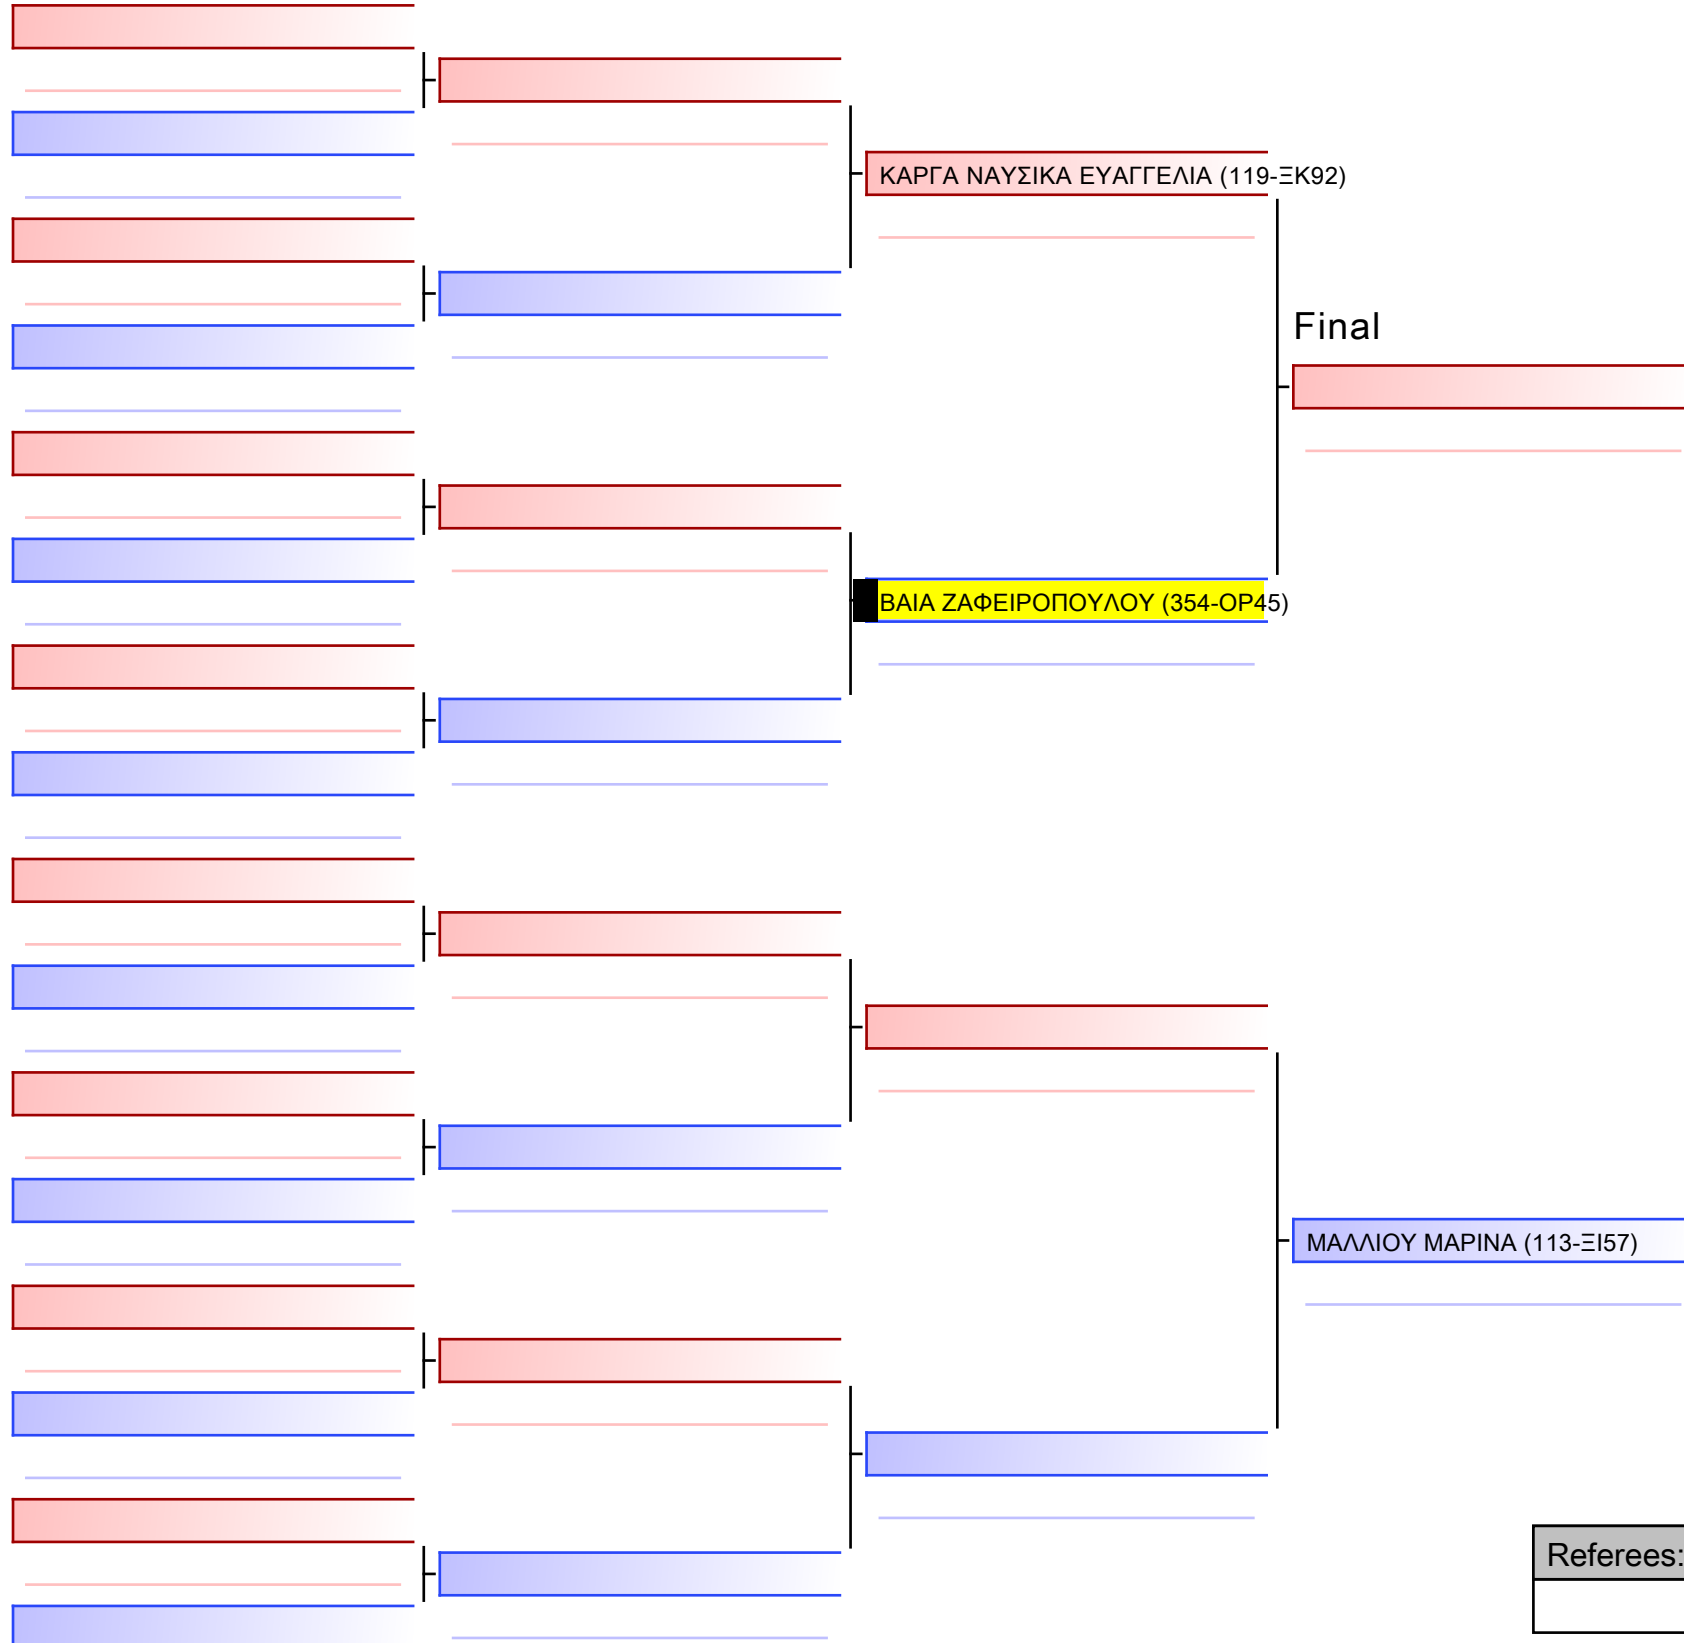 ΚΑΡΓΑ ΝΑΥΣΙΚΑ ΕΥΑΓΓΕΛΙΑ (119-ΞΚ92)
Final
ΒΑΙΑ ΖΑΦΕΙΡΟΠΟΥΛΟΥ (354-ΟΡ45)
ΜΑΛΛΙΟΥ ΜΑΡΙΝΑ (113-ΞΙ57)
Referees: